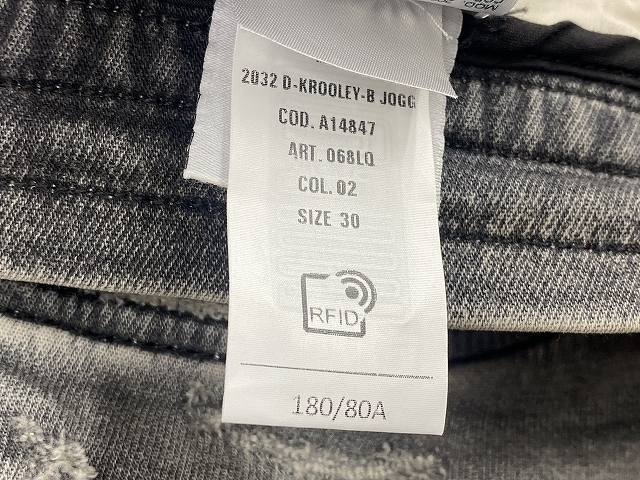 2032 D-KROOLEY-B JOGG
COD. A14847
ART. 068LQ
COL. 02
SIZE 30
RFID
180/80A